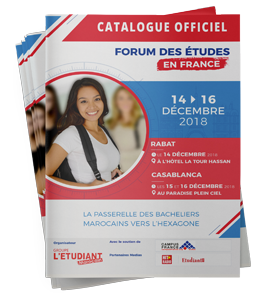 CATALOGUE OFFICIEL
FORUM DES ÉTUDES
EN FRANCE
14 ▸ 16
DÉCEMBRE
2018
RABAT
LE 14 DÉCEMBRE 2018
À L'HÔTEL LA TOUR HASSAN
CASABLANCA
LES 15 ET 16 DÉCEMBRE 2018
AU PARADISE PLEIN CIEL
LA PASSERELLE DES BACHELIERS
MAROCAINS VERS L'HEXAGONE
Organisateur
Avec le soutien de
GROUPE
L'ETUDIANT
MAROCAIN
CAMPUS
FRANCE
Partenaires Médias